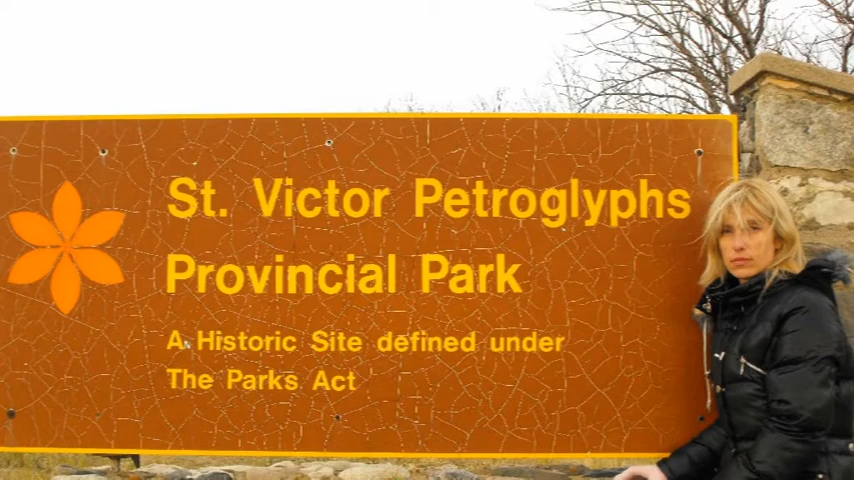 St. Victor Petroglyphs
Provincial Park
A Historic Site defined under
The Parks Act